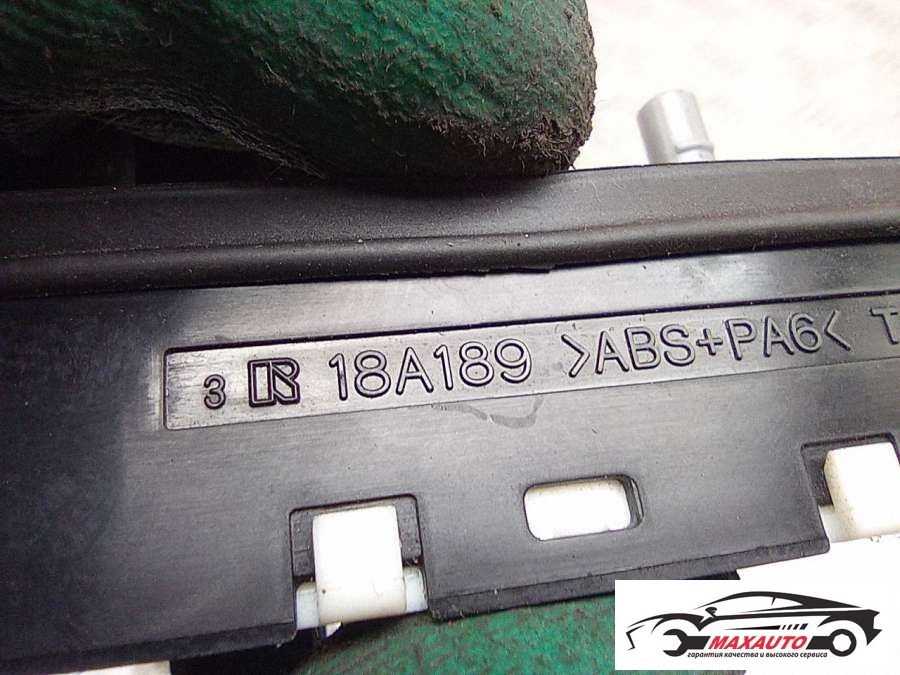 3 R 18A189 >ABS+PA6< T
MAXAUTO
гарантия качества и высокого сервиса